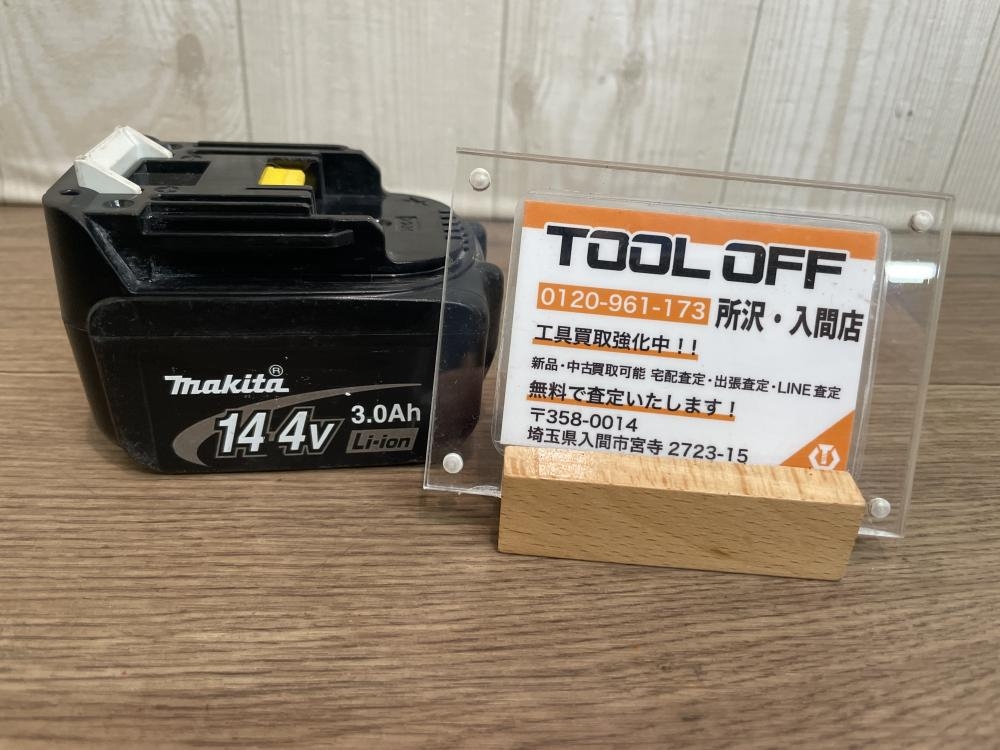 makita®
14.4V
3.0Ah
Li-ion
TOOL OFF
0120-961-173 所沢・入間店
工具買取強化中！！
新品・中古買取可能 宅配査定・出張査定・LINE査定
無料で査定いたします！
〒358-0014
埼玉県入間市宮寺 2723-15